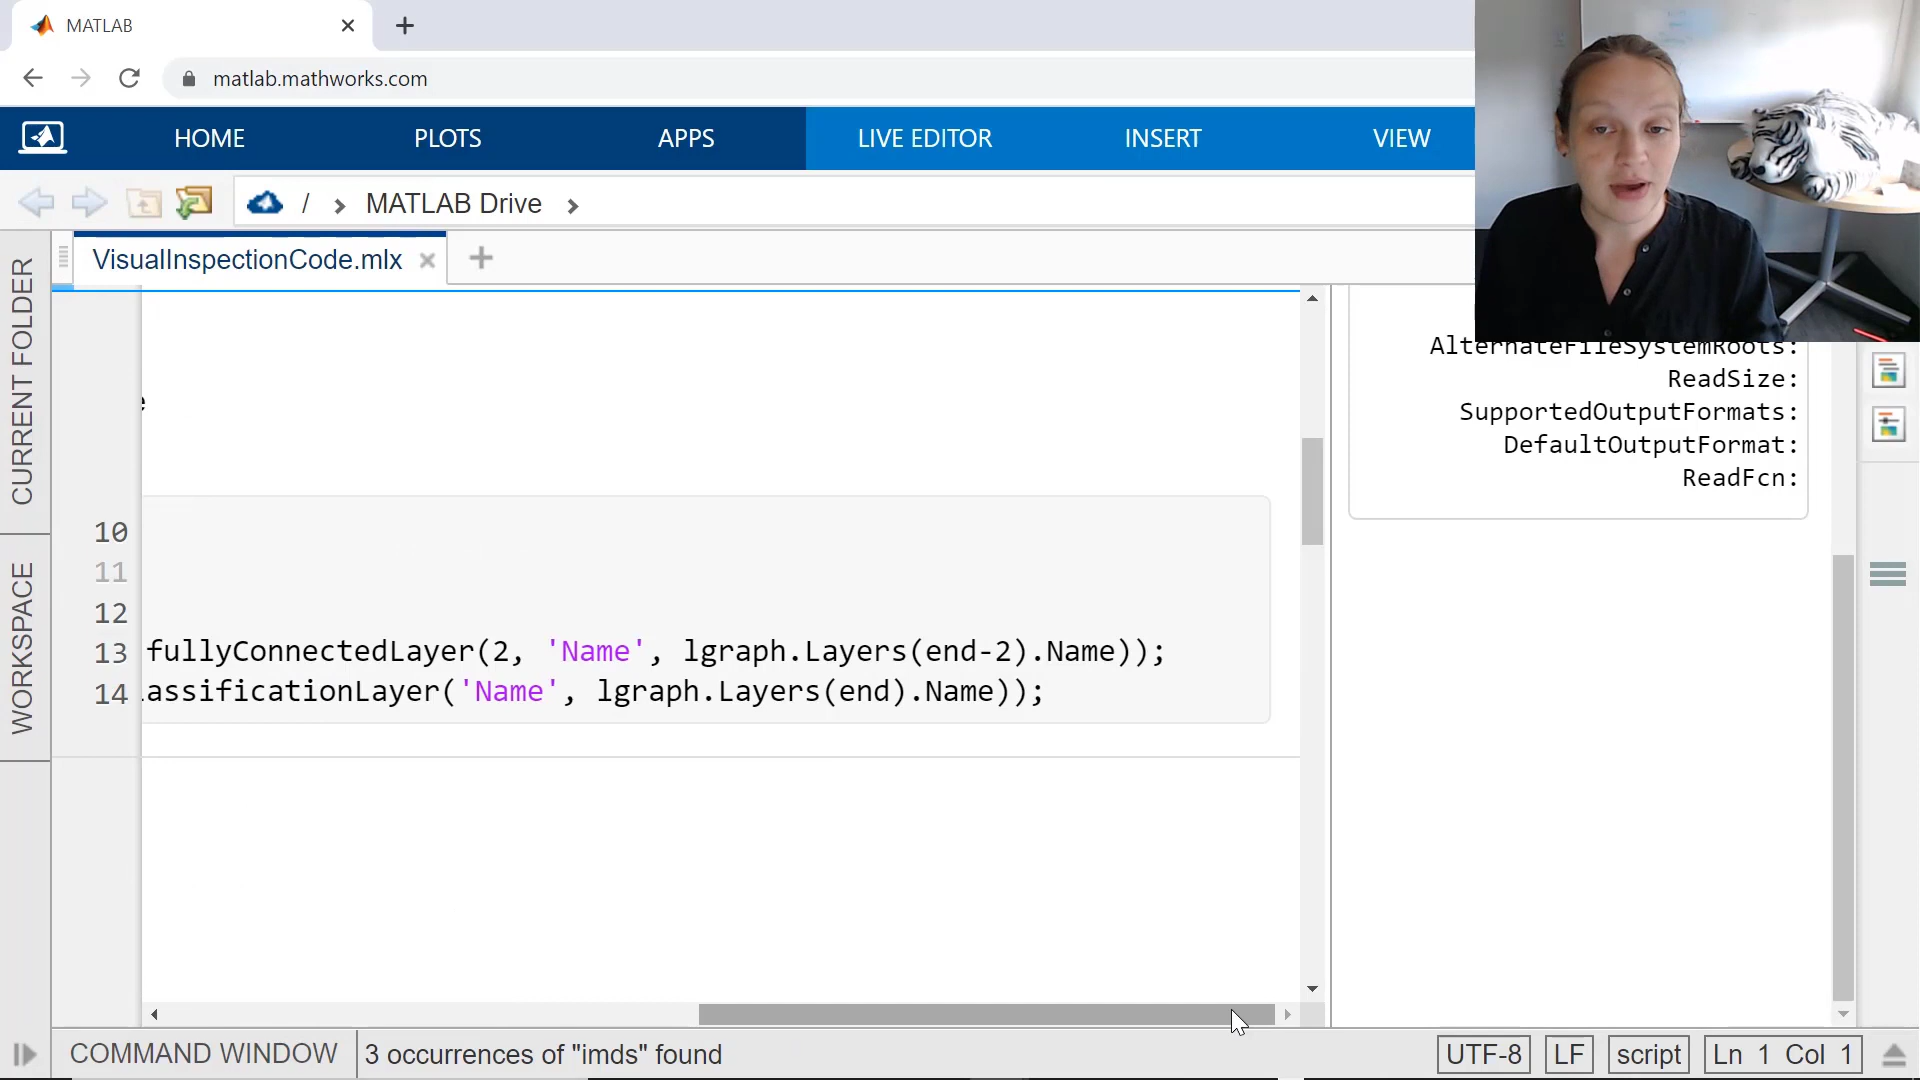 MATLAB
matlab.mathworks.com
HOME PLOTS APPS LIVE EDITOR INSERT VIEW
/ MATLAB Drive
VisualInspectionCode.mlx
CURRENT FOLDER
WORKSPACE
AlternateFileSystemRoots:
ReadSize:
SupportedOutputFormats:
DefaultOutputFormat:
ReadFcn:
e
10
11
12
13 fullyConnectedLayer(2, 'Name', lgraph.Layers(end-2).Name));
14 lassificationLayer('Name', lgraph.Layers(end).Name));
COMMAND WINDOW 3 occurrences of "imds" found UTF-8 LF script Ln 1 Col 1